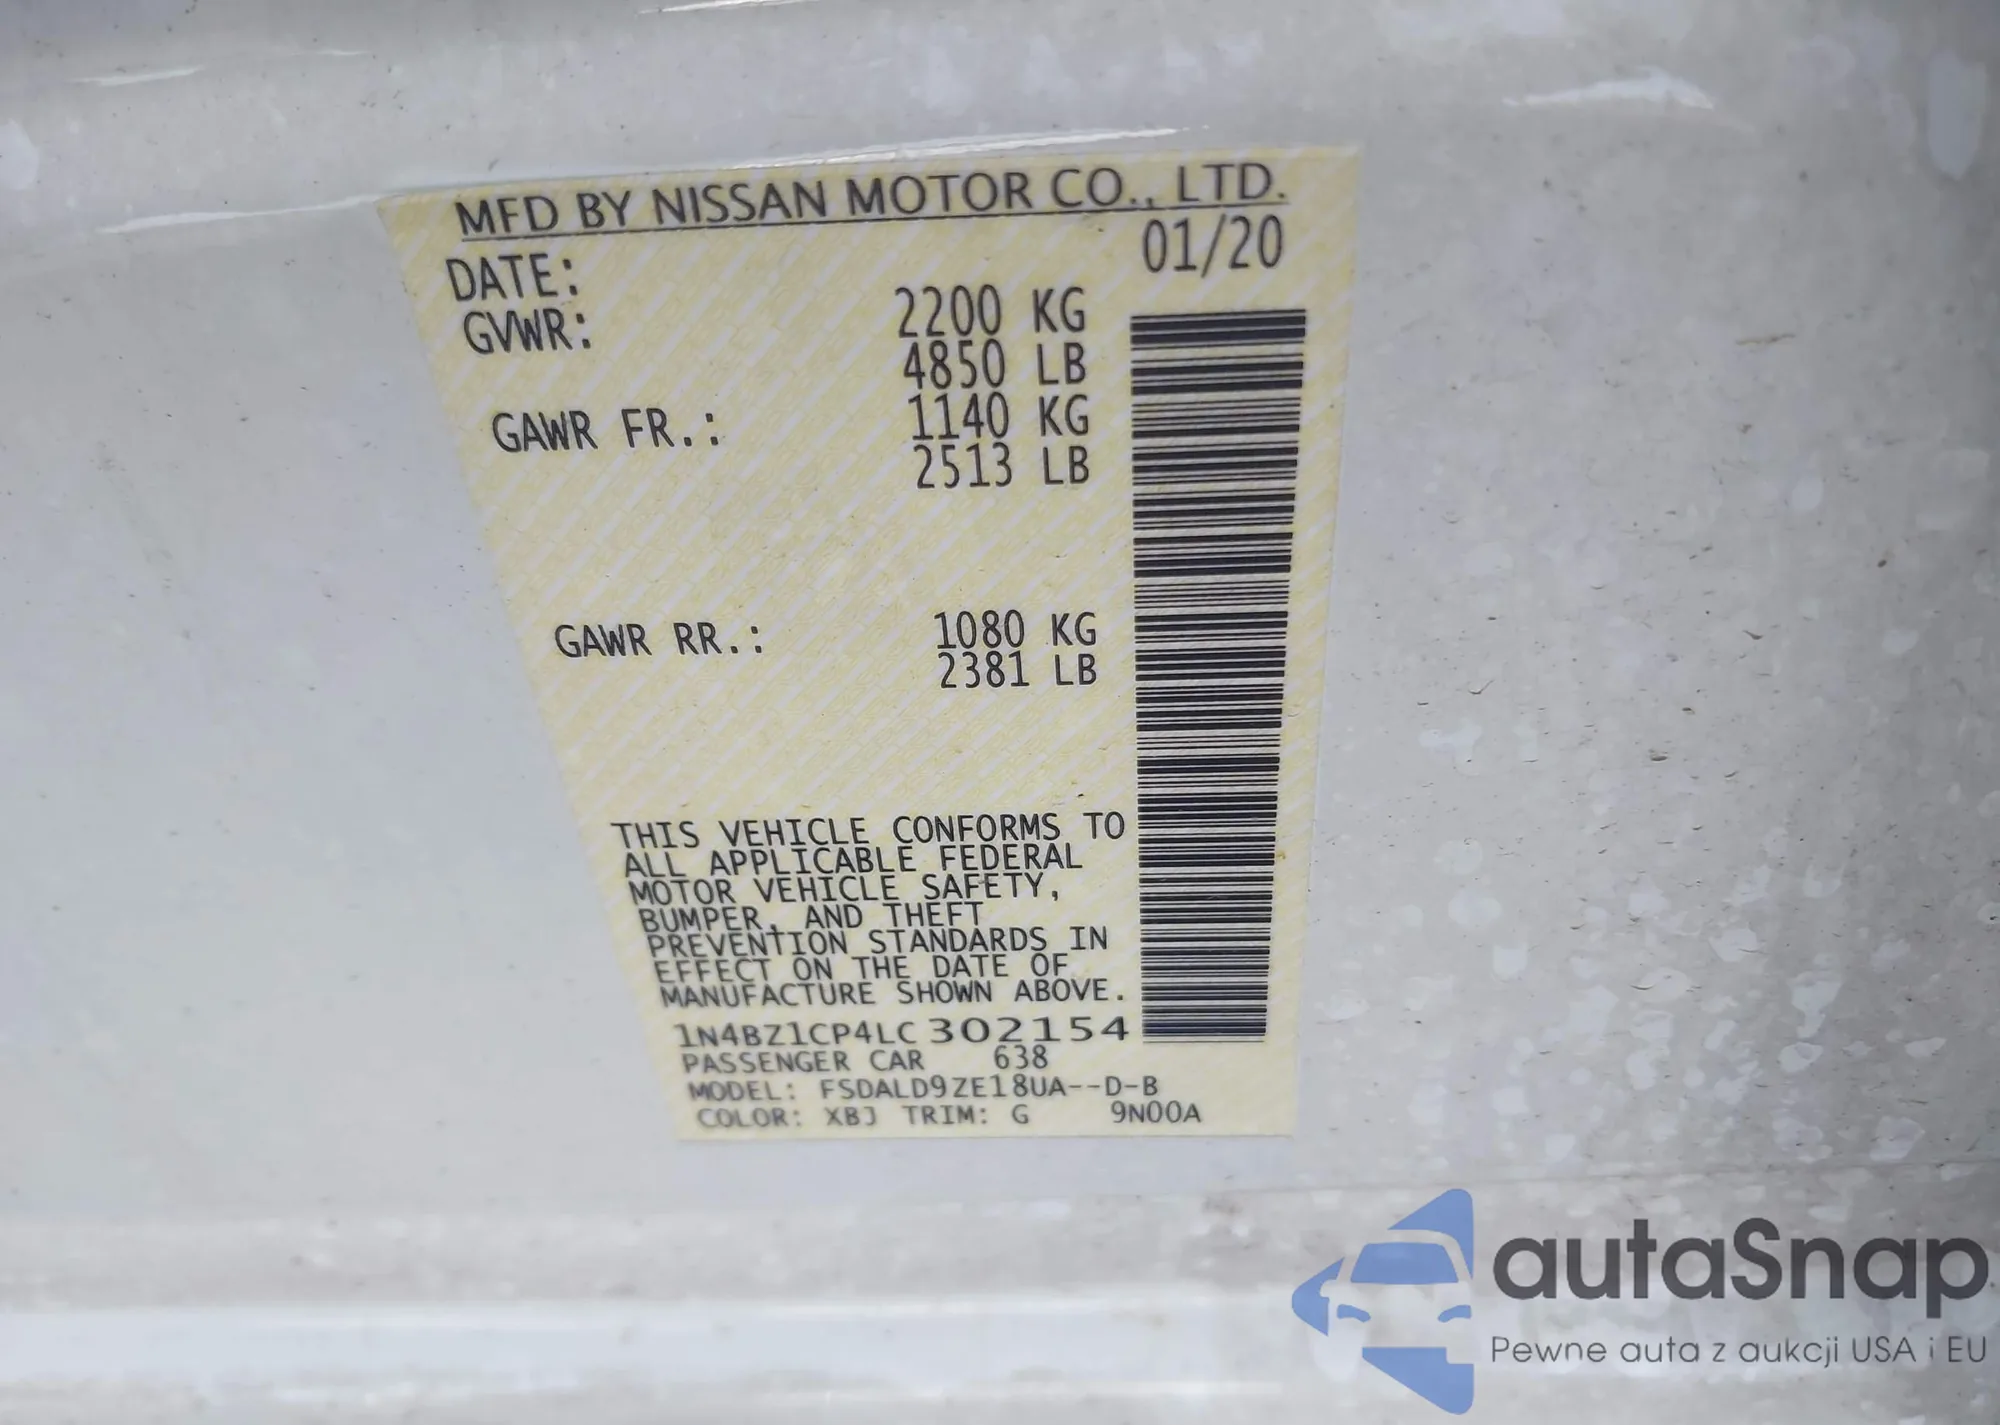 MFD BY NISSAN MOTOR CO., LTD.
DATE: 01/20
GVWR: 2200 KG
4850 LB
GAWR FR.: 1140 KG
2513 LB
GAWR RR.: 1080 KG
2381 LB
THIS VEHICLE CONFORMS TO
ALL APPLICABLE FEDERAL
MOTOR VEHICLE SAFETY,
BUMPER, AND THEFT
PREVENTION STANDARDS IN
EFFECT ON THE DATE OF
MANUFACTURE SHOWN ABOVE.
1N4BZ1CP4LC302154
PASSENGER CAR 638
MODEL: FSDALD9ZE18UA--D-B
COLOR: XBJ TRIM: G 9N00A
autaSnap
Pewne auta z aukcji USA i EU